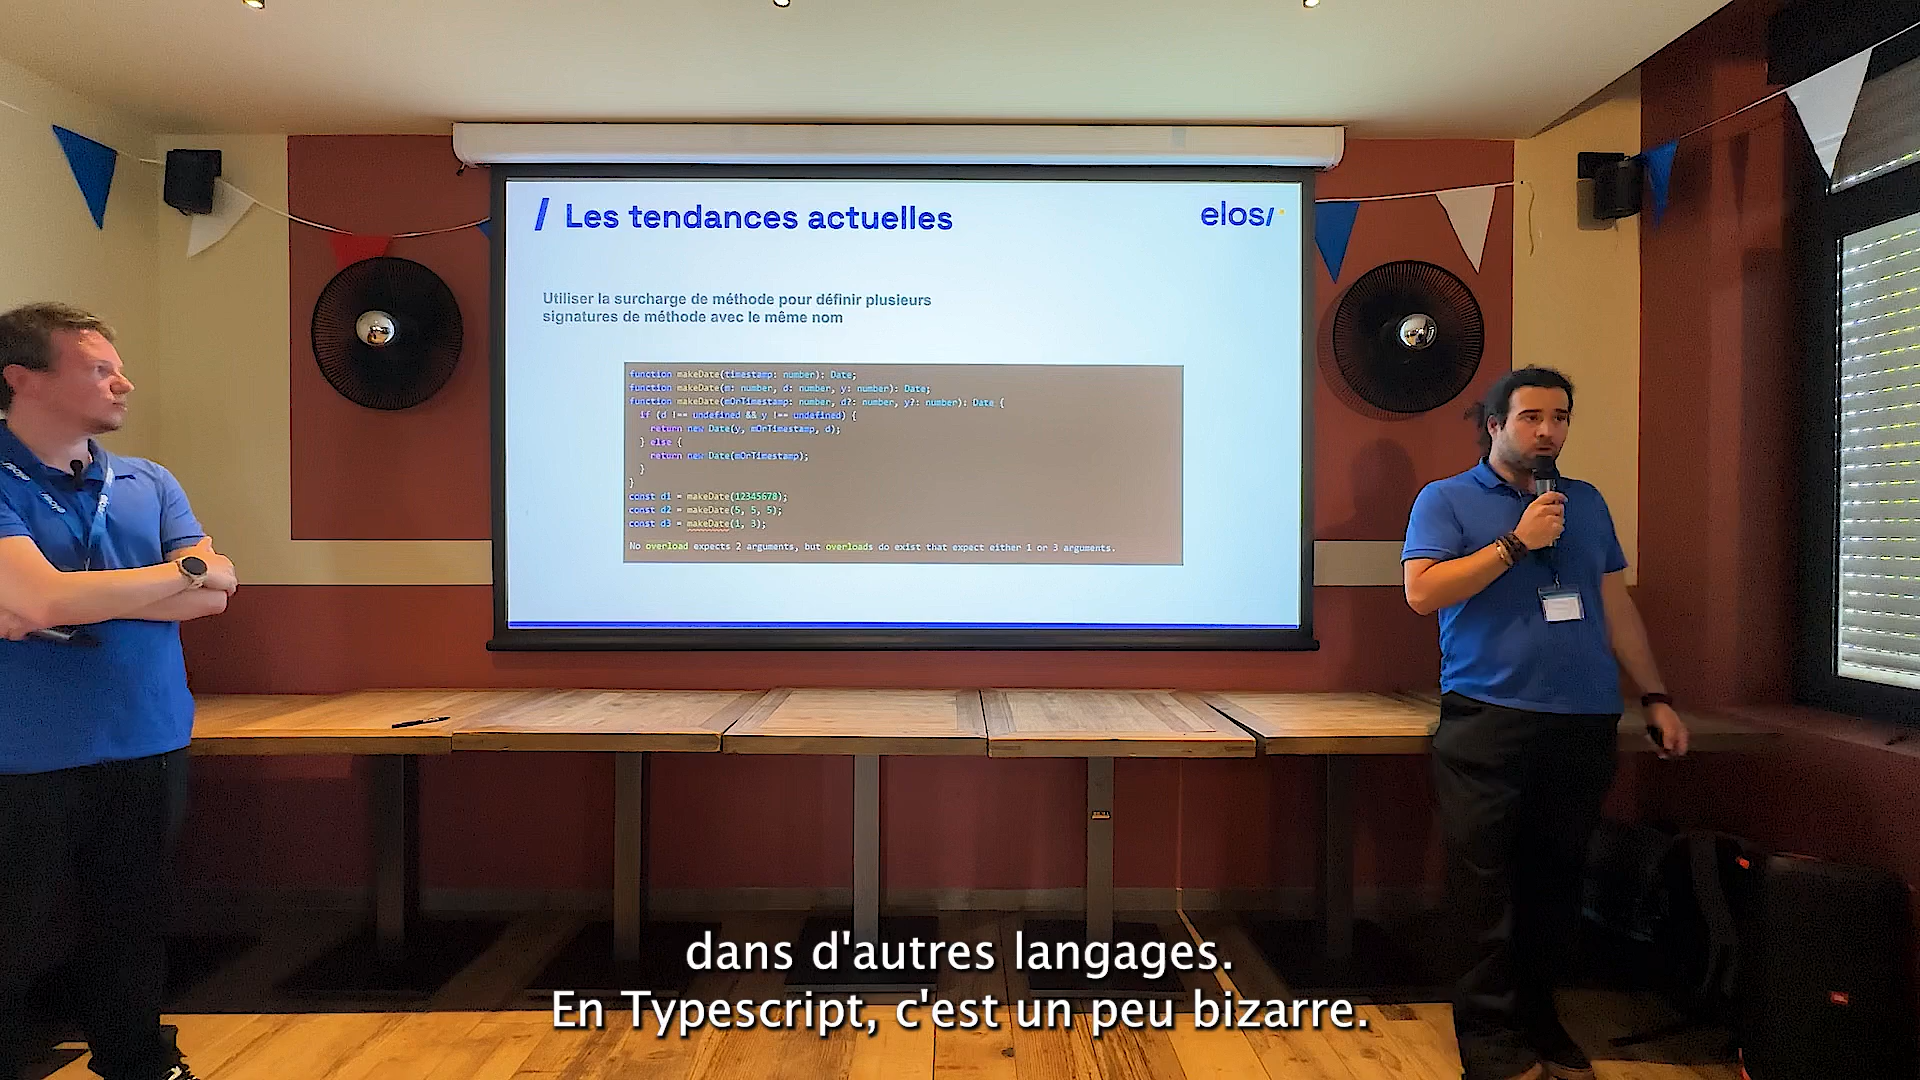 / Les tendances actuelles
elosi
Utiliser la surcharge de méthode pour définir plusieurs
signatures de méthode avec le même nom
function makeDate(timestamp: number): Date;
function makeDate(m: number, d: number, y: number): Date;
function makeDate(mOrTimestamp: number, d?: number, y?: number): Date {
if (d !== undefined && y !== undefined) {
return new Date(y, mOrTimestamp, d);
} else {
return new Date(mOrTimestamp);
}
}
const d1 = makeDate(12345678);
const d2 = makeDate(5, 5, 5);
const d3 = makeDate(1, 3);
No overload expects 2 arguments, but overloads do exist that expect either 1 or 3 arguments.
dans d'autres langages.
En Typescript, c'est un peu bizarre.